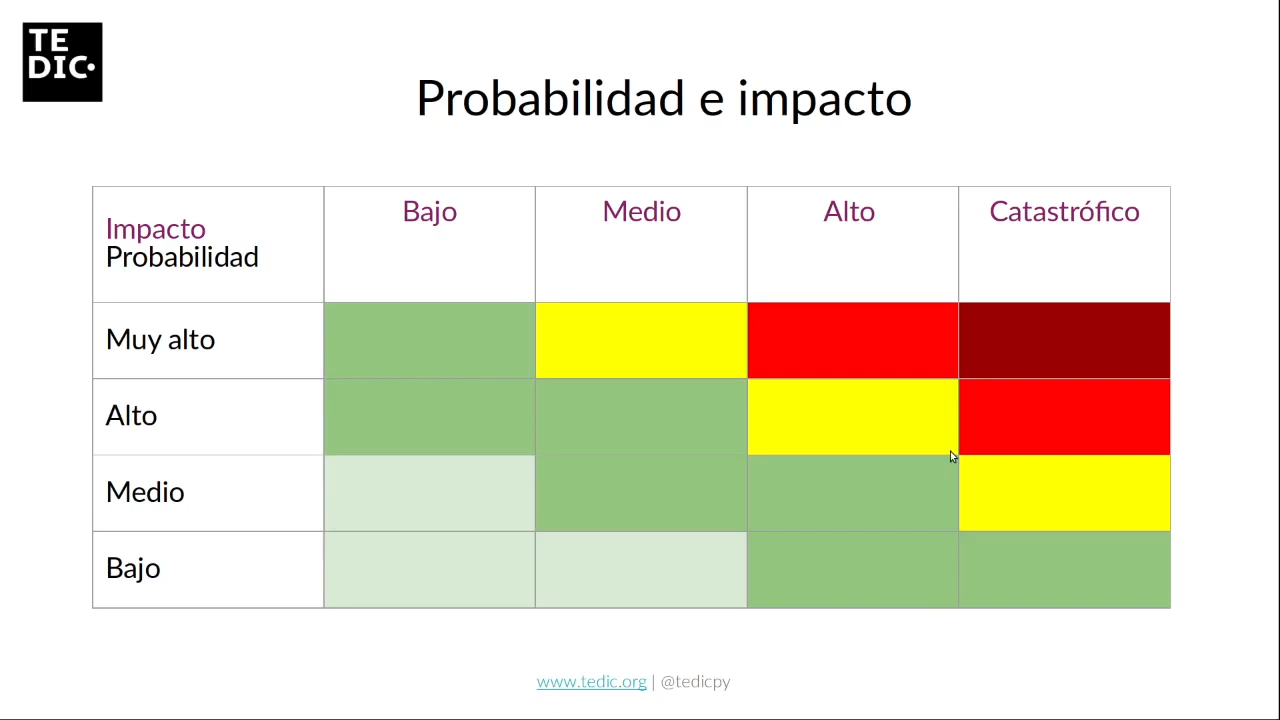 TE
DIC
Probabilidad e impacto
Impacto
Probabilidad
Bajo
Medio
Alto
Catastrófico
Muy alto
Alto
Medio
Bajo
www.tedic.org | @tedicpy